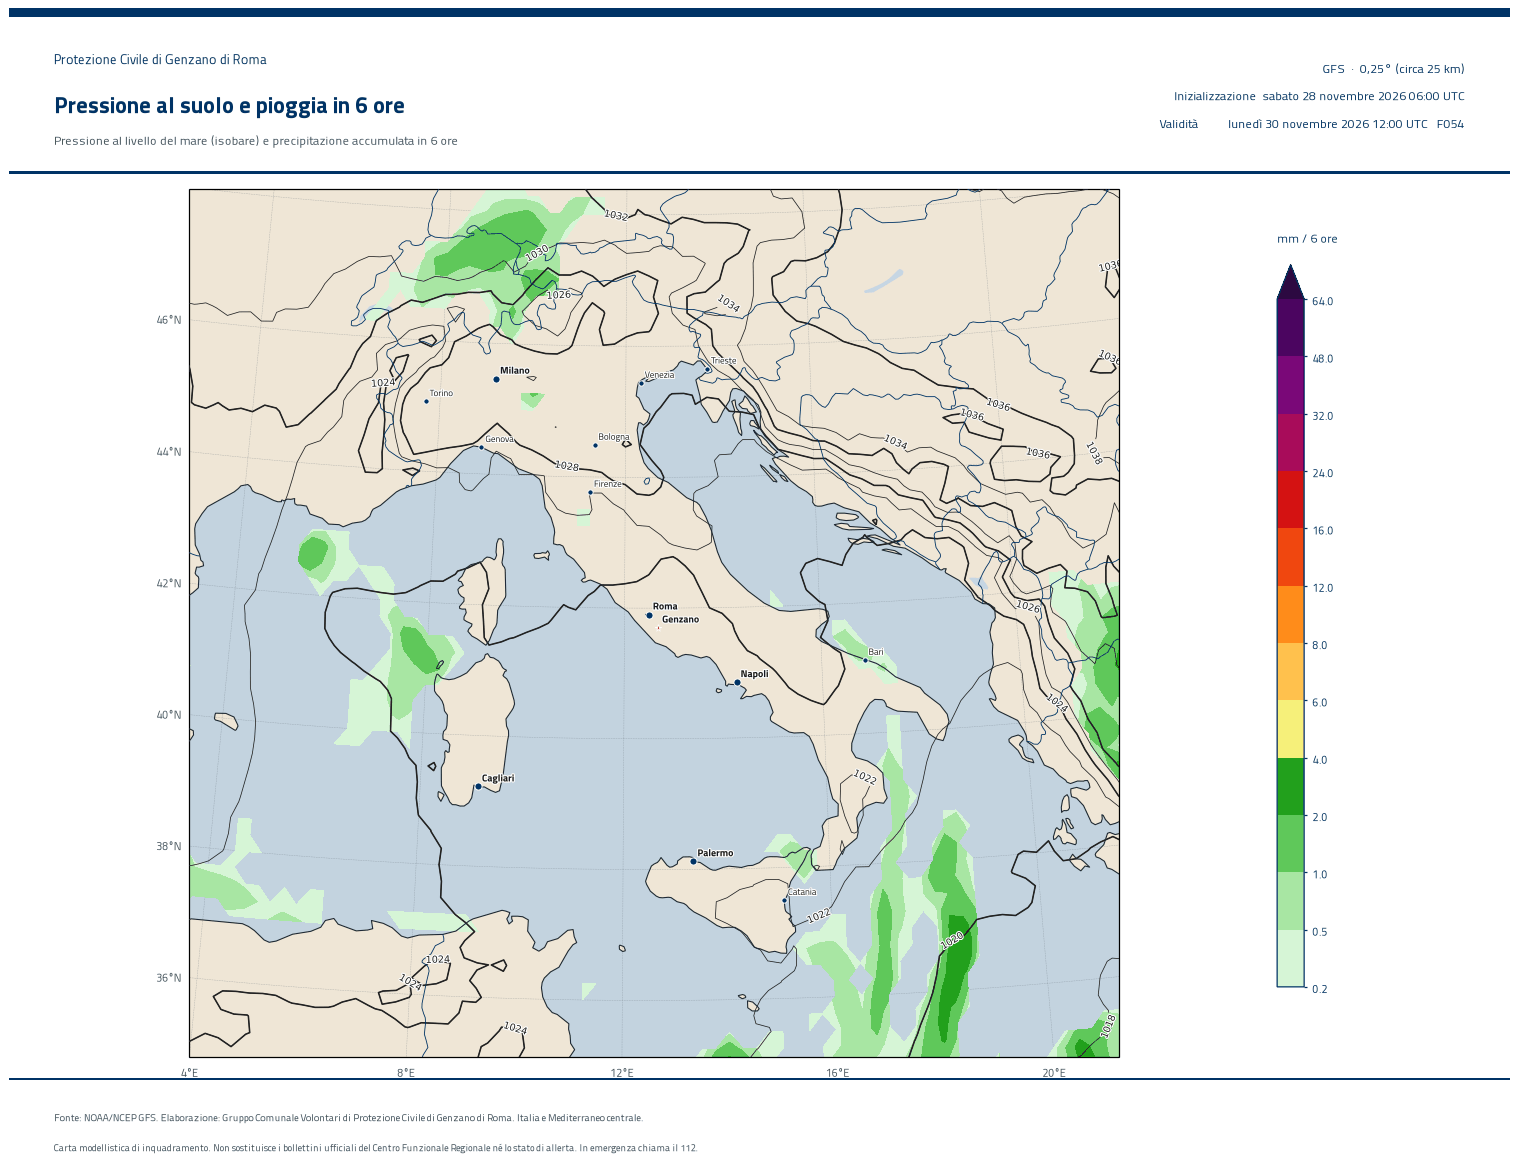 Protezione Civile di Genzano di Roma
Pressione al suolo e pioggia in 6 ore
Pressione al livello del mare (isobare) e precipitazione accumulata in 6 ore
GFS · 0,25° (circa 25 km)
Inizializzazione sabato 28 novembre 2026 06:00 UTC
Validità lunedì 30 novembre 2026 12:00 UTC F054
mm / 6 ore
64.0
48.0
32.0
24.0
16.0
12.0
8.0
6.0
4.0
2.0
1.0
0.5
0.2
46°N
44°N
42°N
40°N
38°N
36°N
4°E
8°E
12°E
16°E
20°E
1032
1030
1026
1034
1036
1036
1024
1036
1036
1034
1036
1038
1028
1026
1024
1022
1022
1020
1024
1024
1024
1018
Milano
Torino
Venezia
Trieste
Genova
Bologna
Firenze
Roma
Genzano
Napoli
Bari
Cagliari
Palermo
Catania
Fonte: NOAA/NCEP GFS. Elaborazione: Gruppo Comunale Volontari di Protezione Civile di Genzano di Roma. Italia e Mediterraneo centrale.
Carta modellistica di inquadramento. Non sostituisce i bollettini ufficiali del Centro Funzionale Regionale né lo stato di allerta. In emergenza chiama il 112.